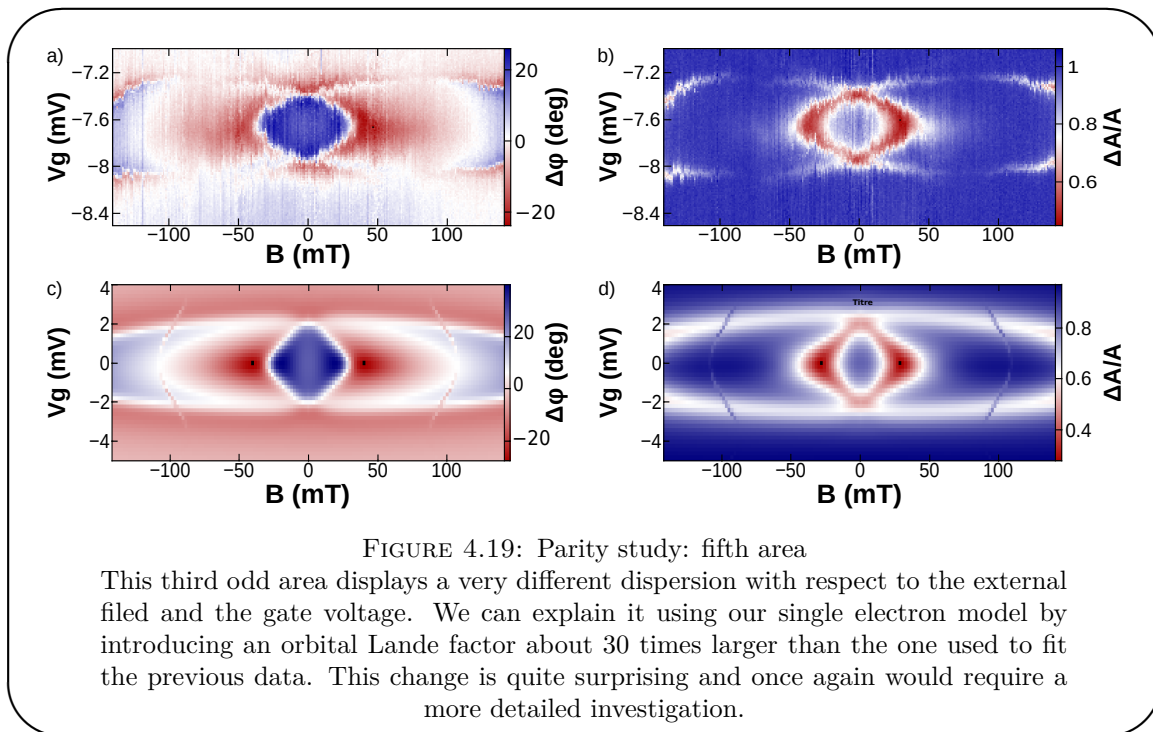 a)
−7.2
−7.6
−8
−8.4
Vg (mV)
−100
−50
0
50
100
B (mT)
20
0
−20
Δφ (deg)
b)
−7.2
−7.6
−8
−8.4
Vg (mV)
−100
−50
0
50
100
B (mT)
1
0.8
0.6
ΔA/A
c)
4
2
0
−2
−4
Vg (mV)
−100
−50
0
50
100
B (mT)
20
0
−20
Δφ (deg)
d)
Titre
4
2
0
−2
−4
Vg (mV)
−100
−50
0
50
100
B (mT)
0.8
0.6
0.4
ΔA/A
FIGURE 4.19: Parity study: fifth area
This third odd area displays a very different dispersion with respect to the external
filed and the gate voltage. We can explain it using our single electron model by
introducing an orbital Lande factor about 30 times larger than the one used to fit
the previous data. This change is quite surprising and once again would require a
more detailed investigation.